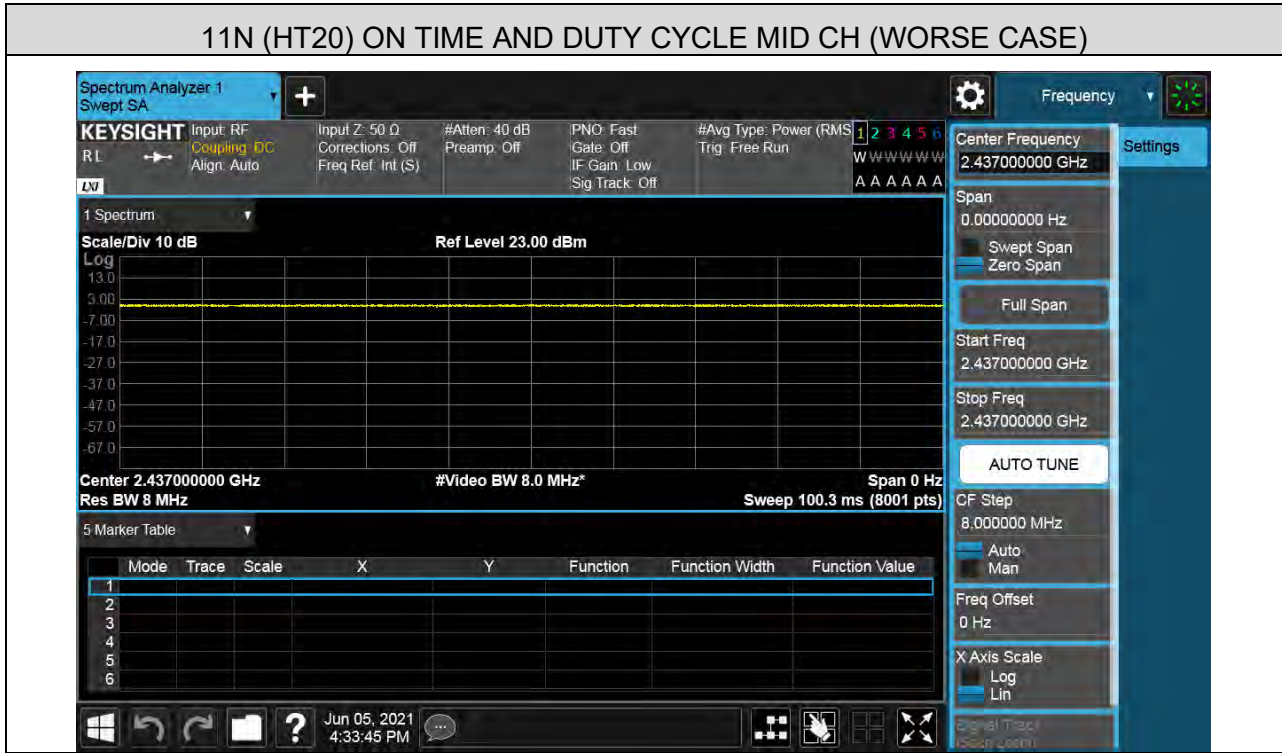 11N (HT20) ON TIME AND DUTY CYCLE MID CH (WORSE CASE)
Spectrum Analyzer 1
Swept SA
Frequency
KEYSIGHT
RL
LXI
Input: RF
Coupling: DC
Align: Auto
Input Z: 50 Ω
Corrections: Off
Freq Ref: Int (S)
#Atten: 40 dB
Preamp: Off
PNO: Fast
Gate: Off
IF Gain: Low
Sig Track: Off
#Avg Type: Power (RMS
Trig: Free Run
1 2 3 4 5 6
W W W W W W
A A A A A A
Center Frequency
2.437000000 GHz
Settings
Span
0.00000000 Hz
Swept Span
Zero Span
Full Span
Start Freq
2.437000000 GHz
Stop Freq
2.437000000 GHz
AUTO TUNE
CF Step
8.000000 MHz
Auto
Man
Freq Offset
0 Hz
X Axis Scale
Log
Lin
1 Spectrum
Scale/Div 10 dB
Ref Level 23.00 dBm
Log
13.0
3.00
-7.00
-17.0
-27.0
-37.0
-47.0
-57.0
-67.0
Center 2.437000000 GHz
#Video BW 8.0 MHz*
Span 0 Hz
Res BW 8 MHz
Sweep 100.3 ms (8001 pts)
5 Marker Table
Mode Trace Scale X Y Function Function Width Function Value
1
2
3
4
5
6
? Jun 05, 2021
4:33:45 PM